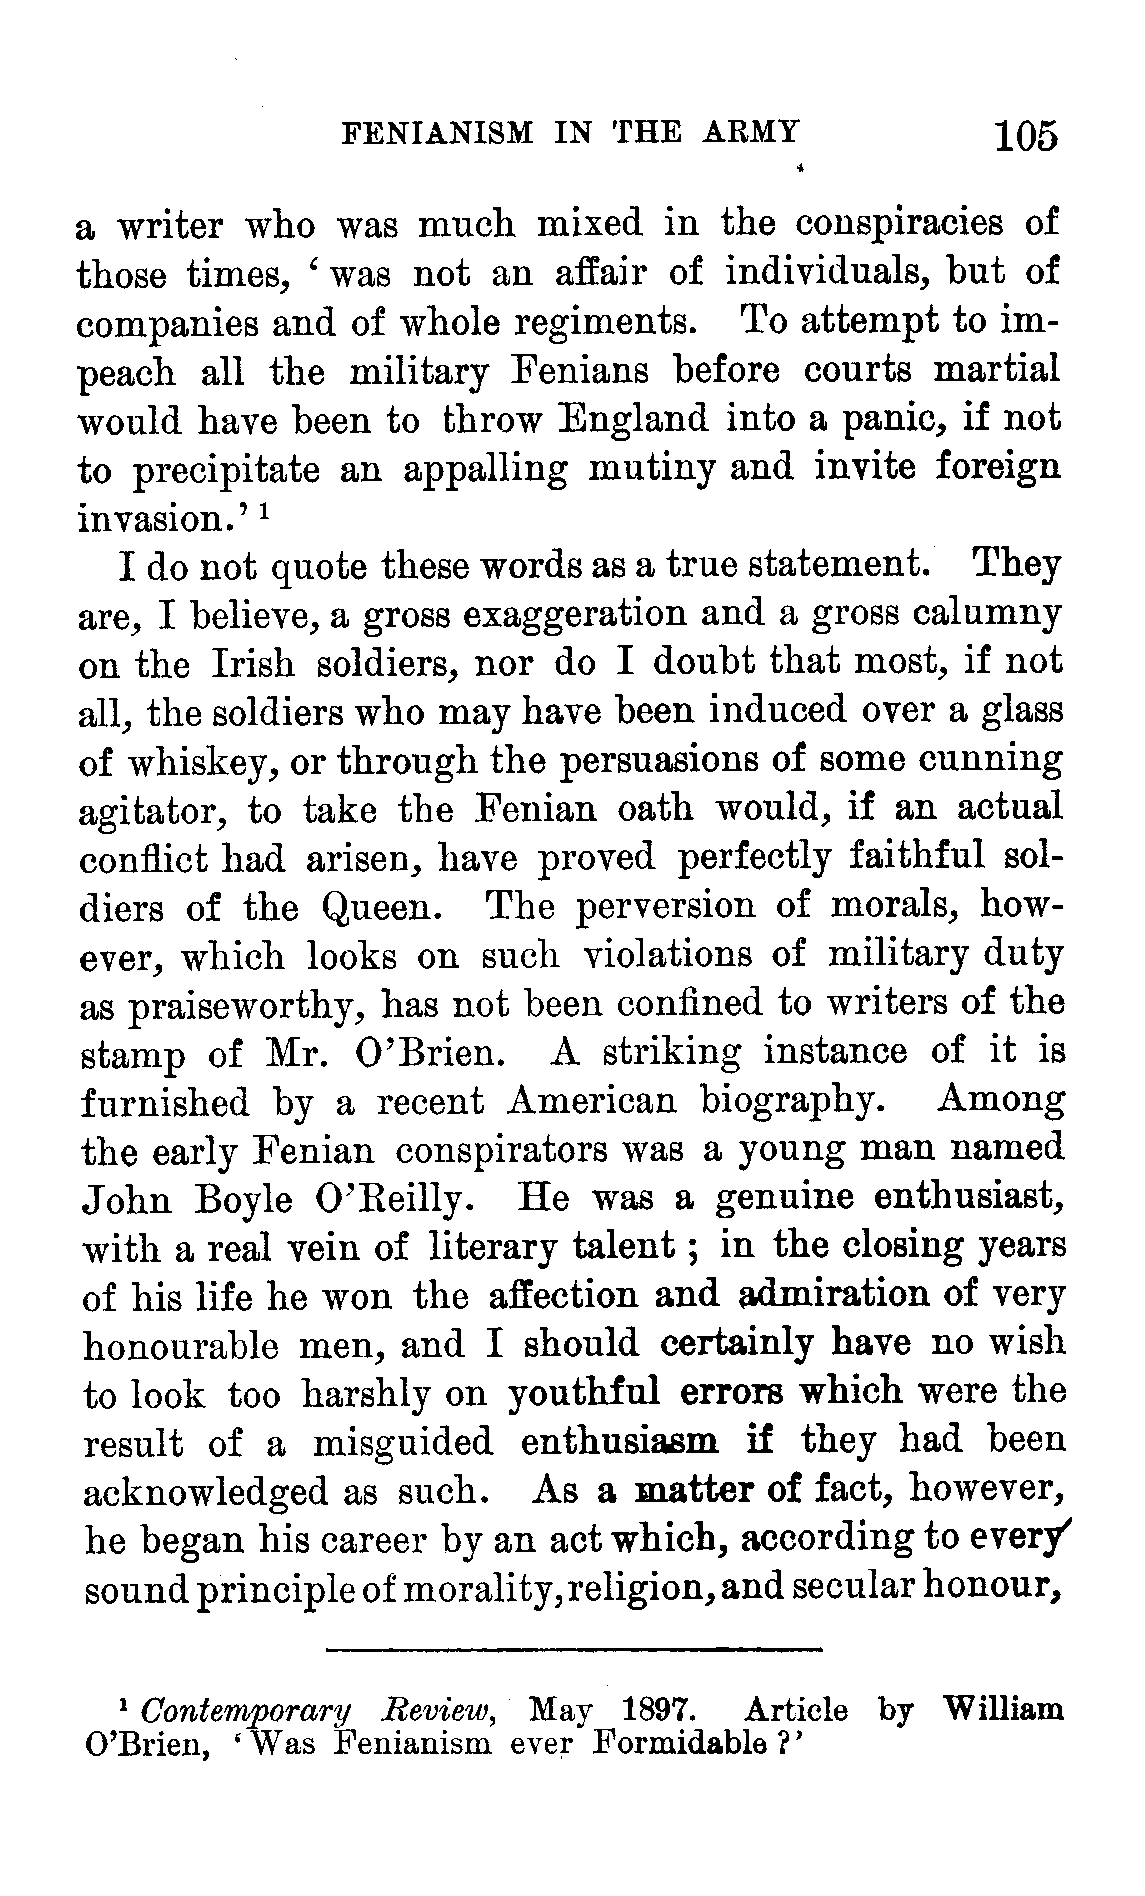 FENIANISM IN THE ARMY 105
a writer who was much mixed in the conspiracies of
those times, ‘ was not an affair of individuals, but of
companies and of whole regiments. To attempt to im-
peach all the military Fenians before courts martial
would have been to throw England into a panic, if not
to precipitate an appalling mutiny and invite foreign
invasion.’ ¹
I do not quote these words as a true statement. They
are, I believe, a gross exaggeration and a gross calumny
on the Irish soldiers, nor do I doubt that most, if not
all, the soldiers who may have been induced over a glass
of whiskey, or through the persuasions of some cunning
agitator, to take the Fenian oath would, if an actual
conflict had arisen, have proved perfectly faithful sol-
diers of the Queen. The perversion of morals, how-
ever, which looks on such violations of military duty
as praiseworthy, has not been confined to writers of the
stamp of Mr. O’Brien. A striking instance of it is
furnished by a recent American biography. Among
the early Fenian conspirators was a young man named
John Boyle O’Reilly. He was a genuine enthusiast,
with a real vein of literary talent ; in the closing years
of his life he won the affection and admiration of very
honourable men, and I should certainly have no wish
to look too harshly on youthful errors which were the
result of a misguided enthusiasm if they had been
acknowledged as such. As a matter of fact, however,
he began his career by an act which, according to every
sound principle of morality, religion, and secular honour,
¹ Contemporary Review, May 1897. Article by William
O’Brien, ‘ Was Fenianism ever Formidable ?’